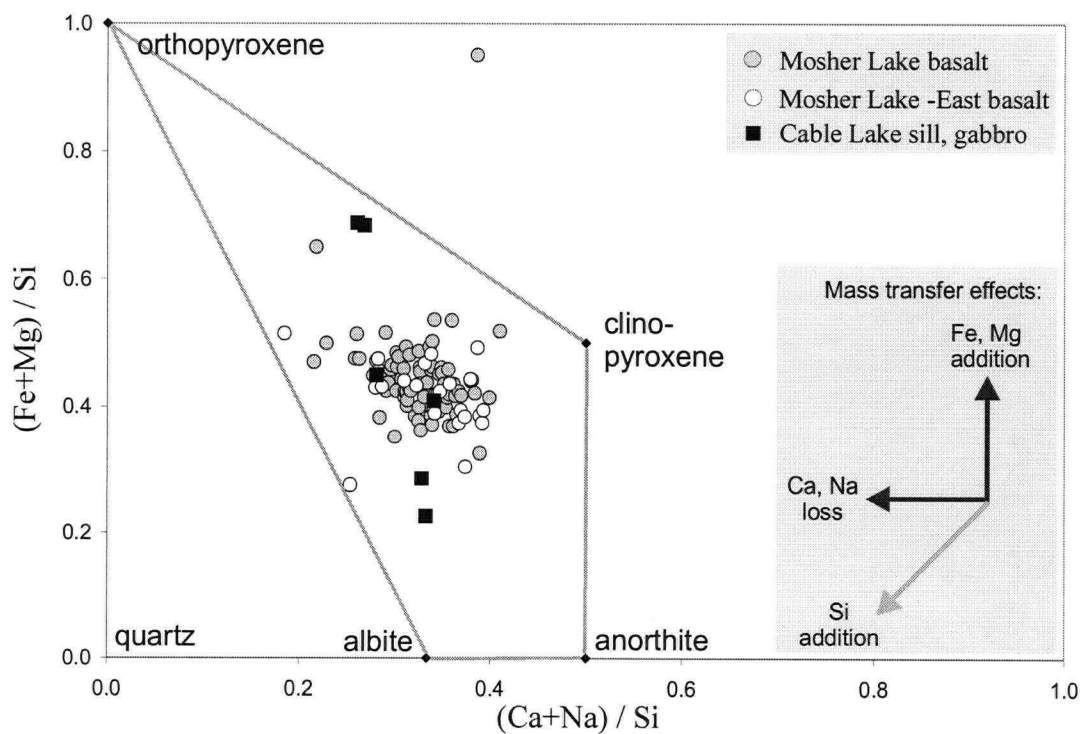 1.0
orthopyroxene
Mosher Lake basalt
Mosher Lake -East basalt
Cable Lake sill, gabbro
0.8
0.6
(Fe+Mg) / Si
clino-
pyroxene
0.4
0.2
Mass transfer effects:
Fe, Mg
addition
Ca, Na
loss
Si
addition
quartz
albite
anorthite
0.0
0.0
0.2
0.4
0.6
0.8
1.0
(Ca+Na) / Si